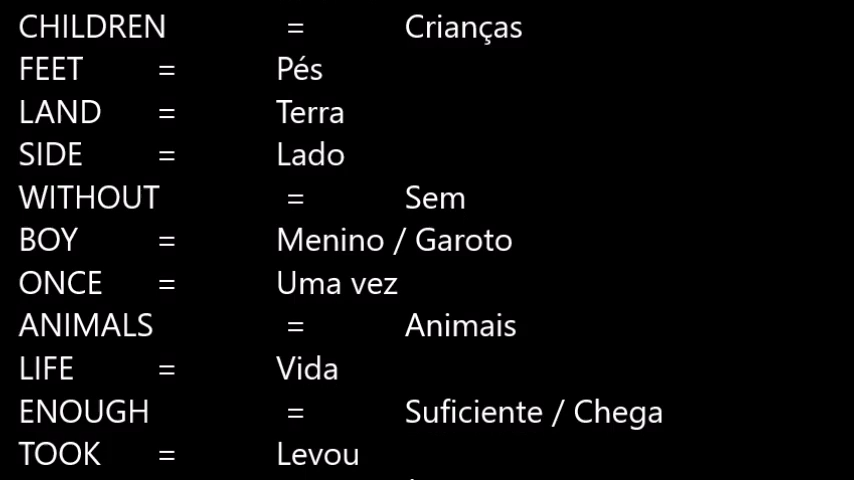 CHILDREN = Crianças
FEET = Pés
LAND = Terra
SIDE = Lado
WITHOUT = Sem
BOY = Menino / Garoto
ONCE = Uma vez
ANIMALS = Animais
LIFE = Vida
ENOUGH = Suficiente / Chega
TOOK = Levou